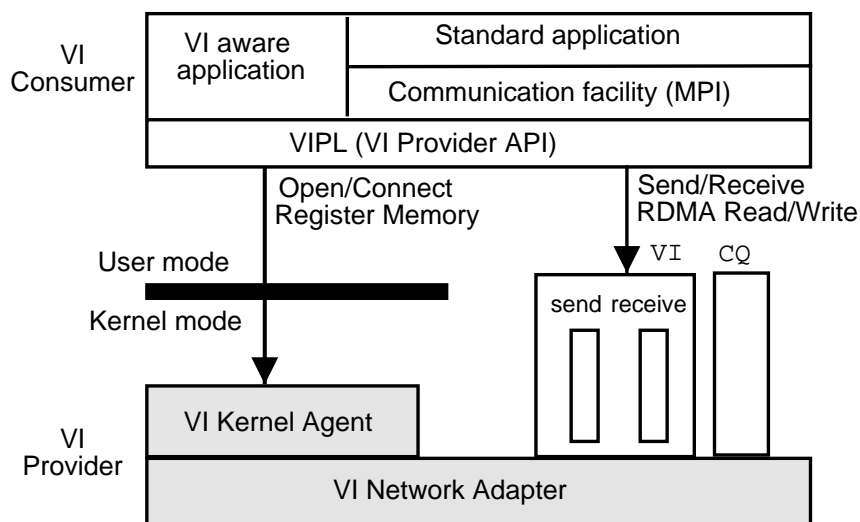 VI
Consumer
VI aware
application
Standard application
Communication facility (MPI)
VIPL (VI Provider API)
Open/Connect
Register Memory
Send/Receive
RDMA Read/Write
User mode
Kernel mode
VI
CQ
send receive
VI
Provider
VI Kernel Agent
VI Network Adapter